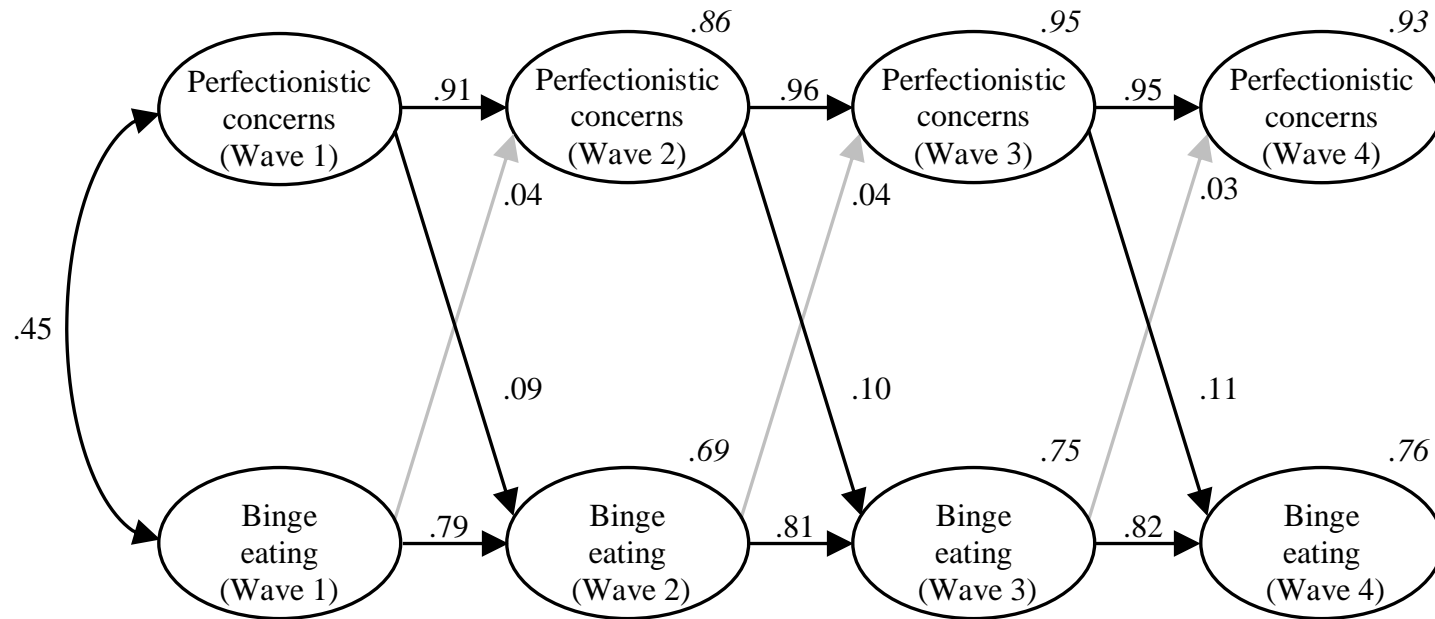 .86
.95
.93
Perfectionistic
concerns
(Wave 1)
.91
Perfectionistic
concerns
(Wave 2)
.96
Perfectionistic
concerns
(Wave 3)
.95
Perfectionistic
concerns
(Wave 4)
.04
.04
.03
.45
.09
.10
.11
.69
.75
.76
Binge
eating
(Wave 1)
.79
Binge
eating
(Wave 2)
.81
Binge
eating
(Wave 3)
.82
Binge
eating
(Wave 4)